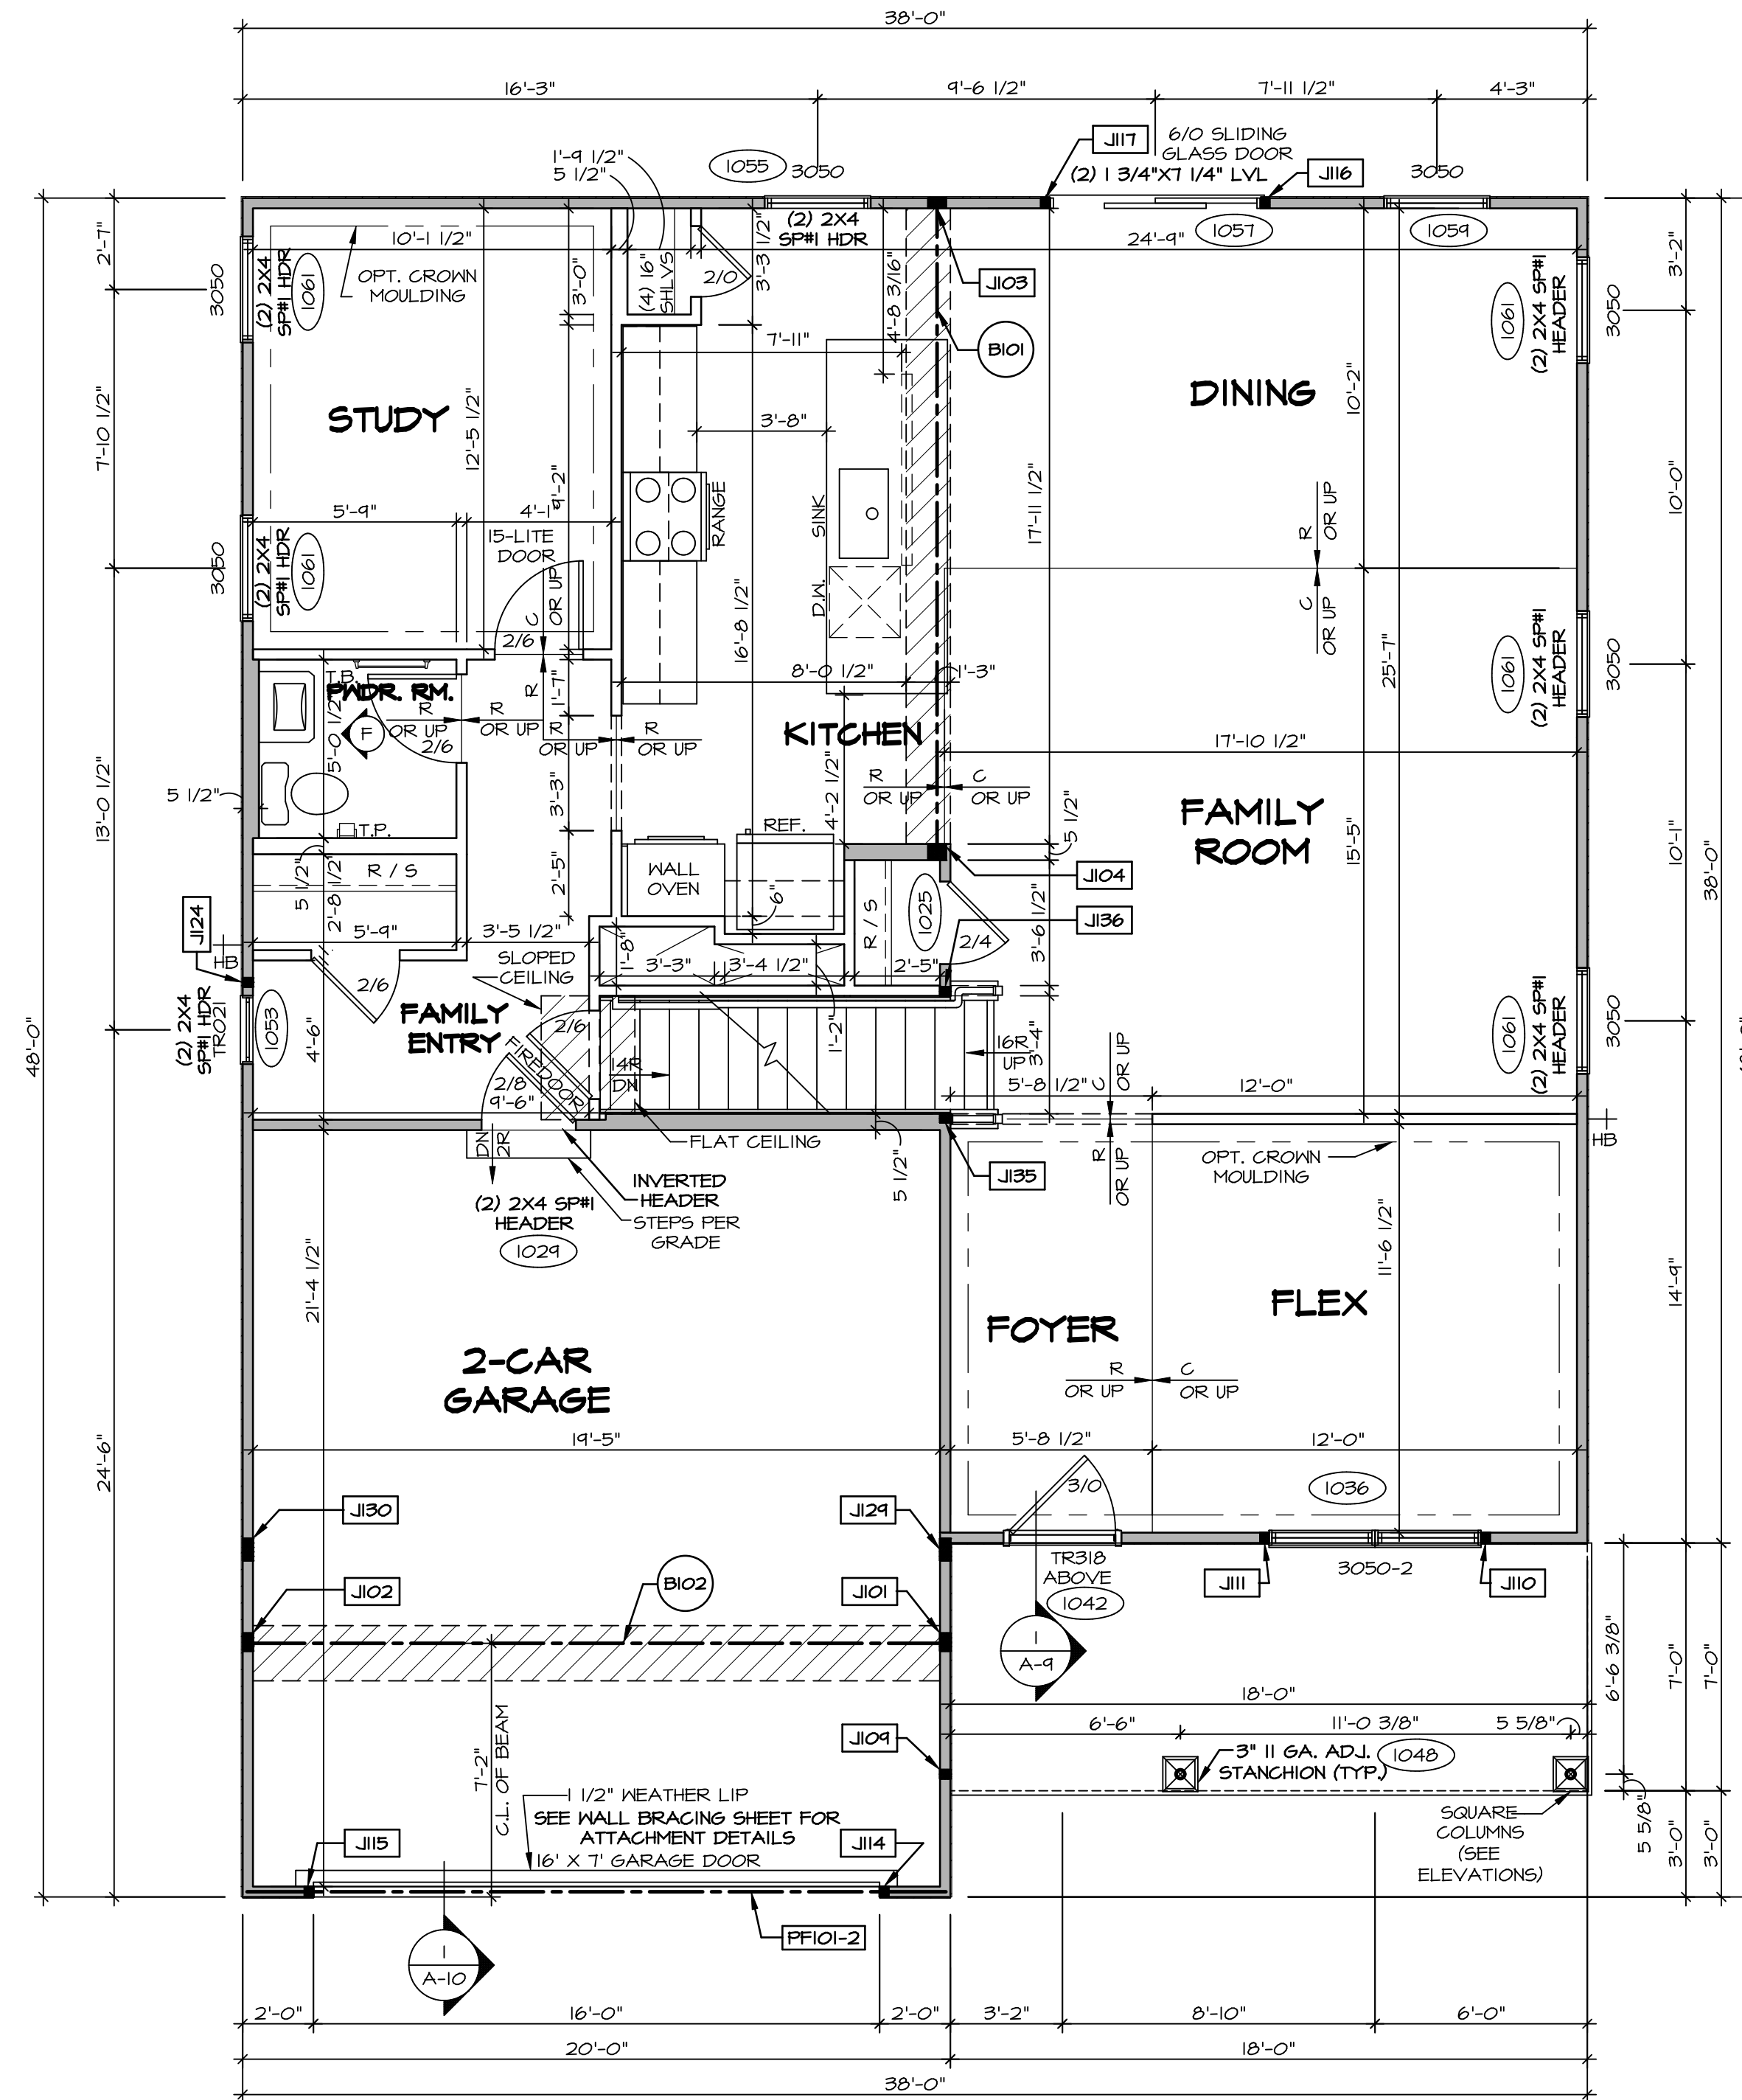 38'-0"
16'-3"
9'-6 1/2"
7'-11 1/2"
4'-3"
1'-9 1/2"
5 1/2"
1055
3050
J117
6/0 SLIDING
GLASS DOOR
(2) 1 3/4"X7 1/4" LVL
J116
3050
2'-7"
3'-2"
(2) 2X4
SP#1 HDR
1057
1059
10'-1 1/2"
24'-9"
OPT. CROWN
MOULDING
3'-0"
(4) 16"
SHLVS
2/0
3'-3 1/2"
4'-8 3/16"
J103
B101
3050
(2) 2X4
SP#1 HDR
1061
1061
(2) 2X4 SP#1
HEADER
3050
7'-11"
STUDY
DINING
3'-8"
12'-5 1/2"
9'-2"
10'-2"
7'-10 1/2"
10'-0"
5'-9"
4'-1"
15-LITE
DOOR
RANGE
SINK
D.W.
17'-11 1/2"
R
OR UP
C
OR UP
3050
(2) 2X4
SP#1 HDR
1061
C
OR UP
R
2/6
16'-8 1/2"
8'-0 1/2"
1'-3"
25'-7"
1061
(2) 2X4 SP#1
HEADER
3050
T.B.
PWDR. RM.
F
R
OR UP
R
OR UP
2/6
5'-0 1/2"
1'-7"
R
OR UP
R
OR UP
KITCHEN
17'-10 1/2"
R
OR UP
C
OR UP
4'-2 1/2"
3'-3"
5 1/2"
T.P.
13'-0 1/2"
FAMILY
ROOM
15'-5"
5 1/2"
10'-1"
38'-0"
R / S
5 1/2"
2'-8 1/2"
2'-5"
WALL
OVEN
REF.
6"
R / S
1025
J104
J136
3'-6 1/2"
2/4
J124
HB
5'-9"
3'-5 1/2"
SLOPED
CEILING
1'-8"
3'-3"
3'-4 1/2"
2'-5"
2/6
(2) 2X4
SP#1 HDR
TR021
1053
4'-6"
FAMILY
ENTRY
2/6
FIREDOOR
2/8
9'-6"
14R
DN
1'-2"
16R
UP
3'-4"
5'-8 1/2"
C
OR UP
12'-0"
1061
(2) 2X4 SP#1
HEADER
3050
48'-0"
FLAT CEILING
DN
2R
5 1/2"
J135
R
OR UP
OPT. CROWN
MOULDING
HB
INVERTED
HEADER
(2) 2X4 SP#1
HEADER
STEPS PER
GRADE
1029
21'-4 1/2"
11'-6 1/2"
14'-9"
FOYER
FLEX
2-CAR
GARAGE
R
OR UP
C
OR UP
19'-5"
5'-8 1/2"
12'-0"
24'-6"
3/0
1036
J130
J129
TR318
ABOVE
1042
3050-2
J111
J110
J102
B102
J101
1
A-9
6'-6 3/8"
7'-0"
7'-0"
18'-0"
6'-6"
11'-0 3/8"
5 5/8"
J109
3" 11 GA. ADJ.
STANCHION (TYP.)
1048
7'-2"
C.L. OF BEAM
1 1/2" WEATHER LIP
SEE WALL BRACING SHEET FOR
ATTACHMENT DETAILS
16' X 7' GARAGE DOOR
J115
J114
SQUARE
COLUMNS
(SEE
ELEVATIONS)
5 5/8"
3'-0"
3'-0"
PF101-2
1
A-10
2'-0"
16'-0"
2'-0"
3'-2"
8'-10"
6'-0"
20'-0"
18'-0"
38'-0"